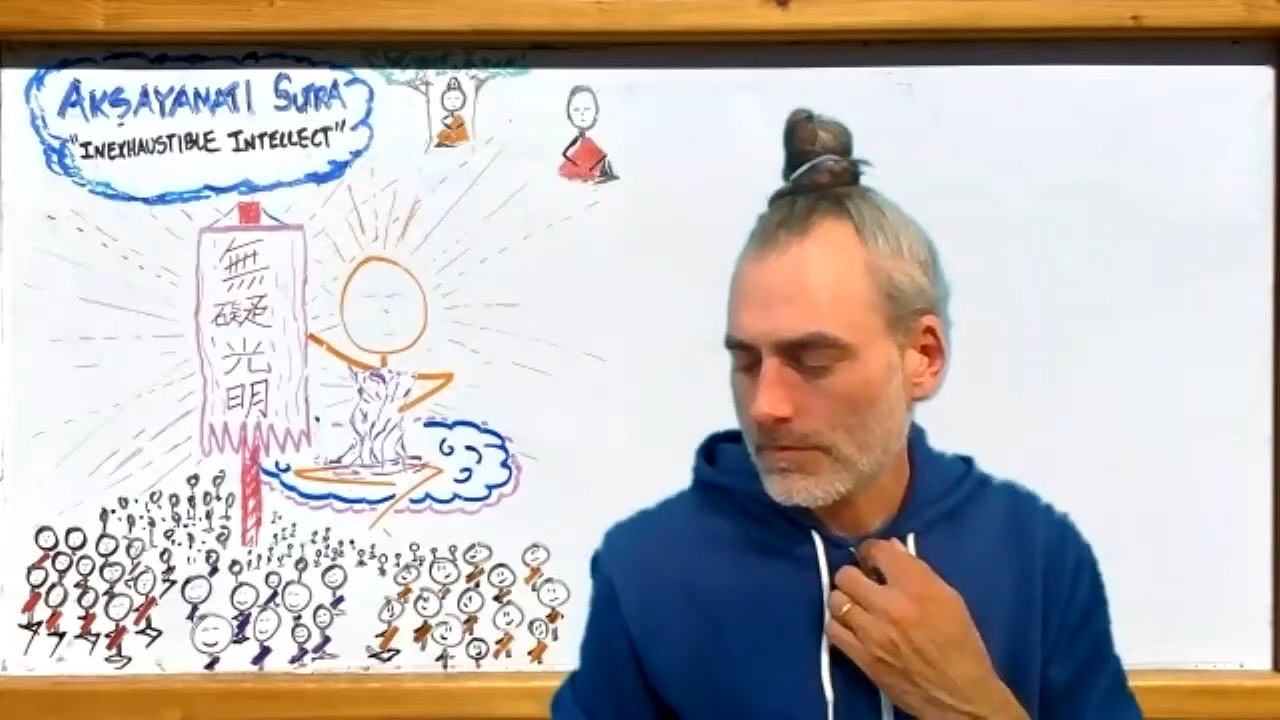 AKṢAYAMATI SUTRA
"INEXHAUSTIBLE INTELLECT"
無
礙
光
明